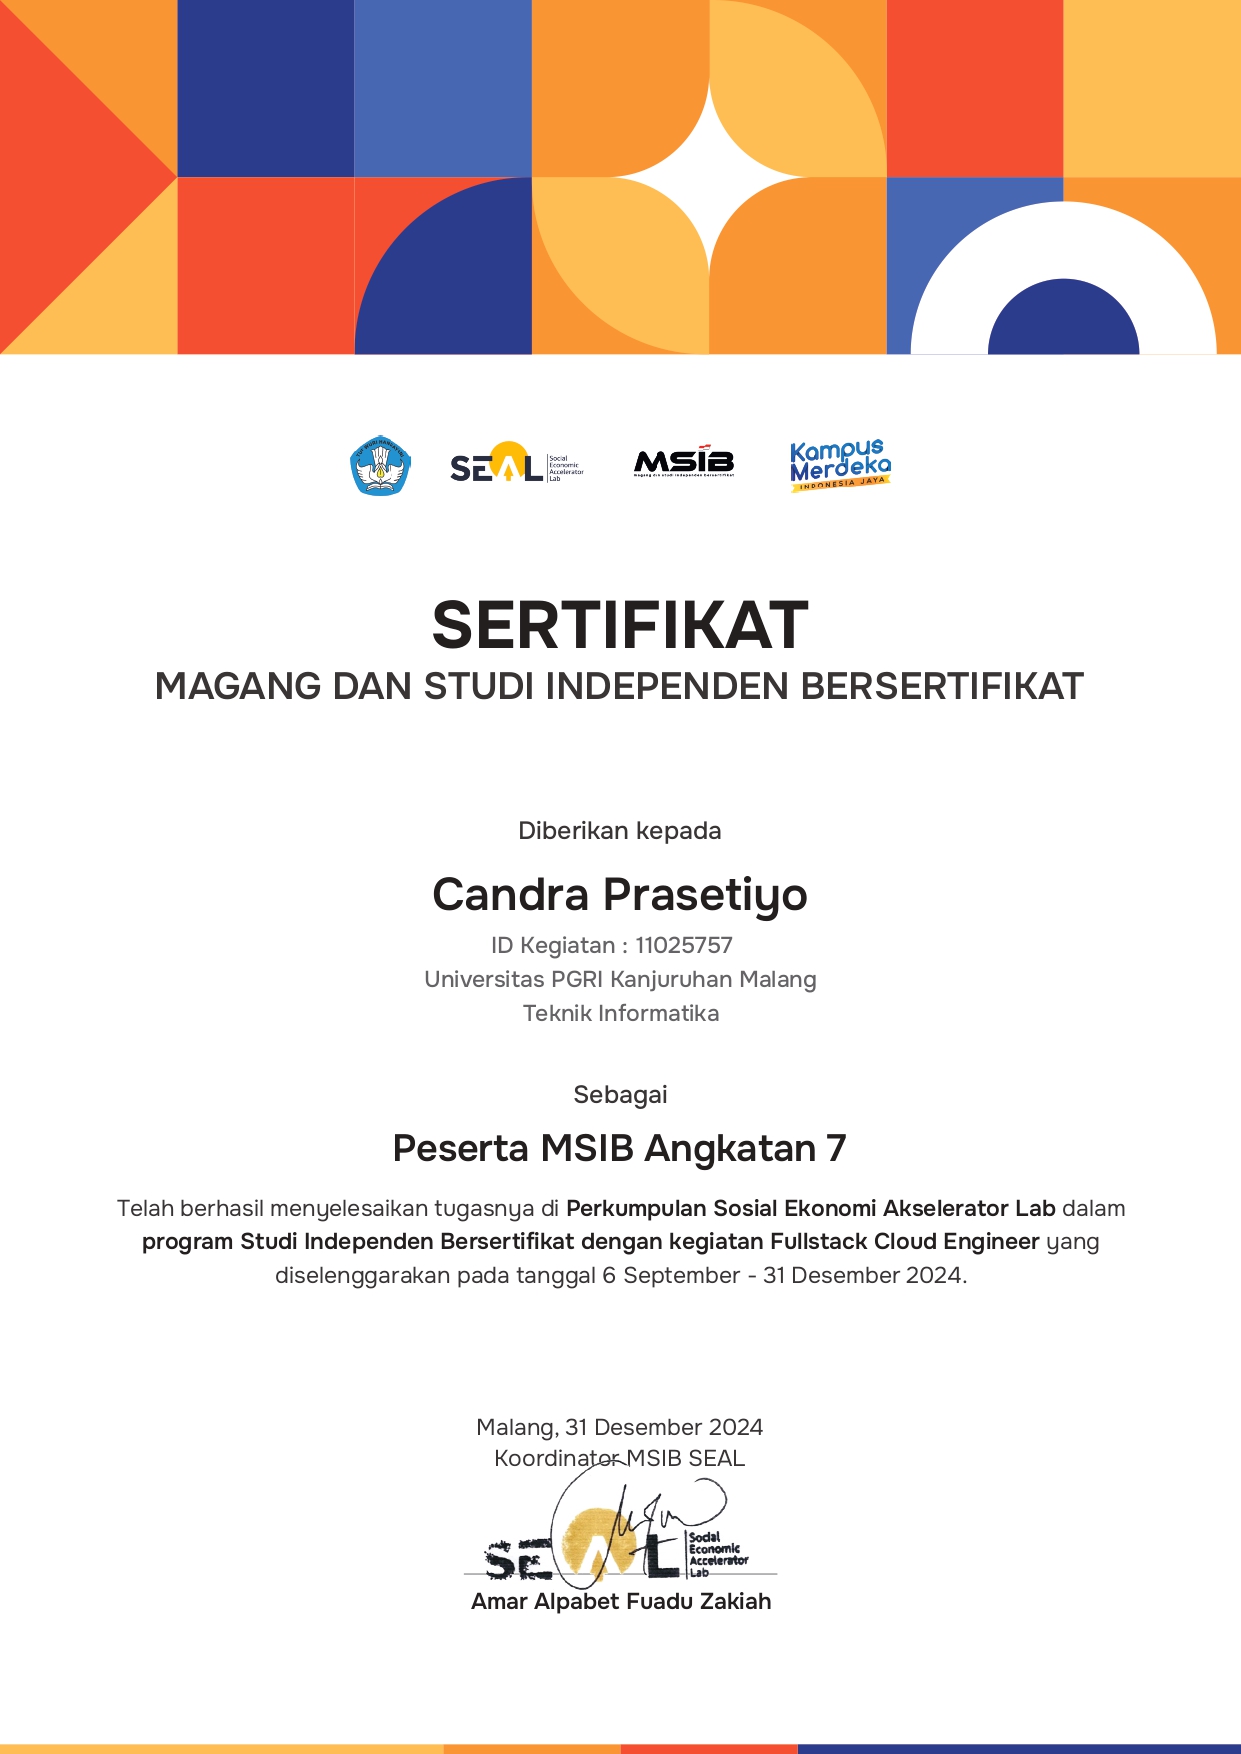 TUT WURI HANDAYANI
SEAL Social
Economic
Accelerator
Lab
MSIB
magang dan studi independen bersertifikat
Kampus
Merdeka
INDONESIA JAYA
SERTIFIKAT
MAGANG DAN STUDI INDEPENDEN BERSERTIFIKAT
Diberikan kepada
Candra Prasetiyo
ID Kegiatan : 11025757
Universitas PGRI Kanjuruhan Malang
Teknik Informatika
Sebagai
Peserta MSIB Angkatan 7
Telah berhasil menyelesaikan tugasnya di Perkumpulan Sosial Ekonomi Akselerator Lab dalam
program Studi Independen Bersertifikat dengan kegiatan Fullstack Cloud Engineer yang
diselenggarakan pada tanggal 6 September - 31 Desember 2024.
Malang, 31 Desember 2024
Koordinator MSIB SEAL
SEAL Social
Economic
Accelerator
Lab
Amar Alpabet Fuadu Zakiah